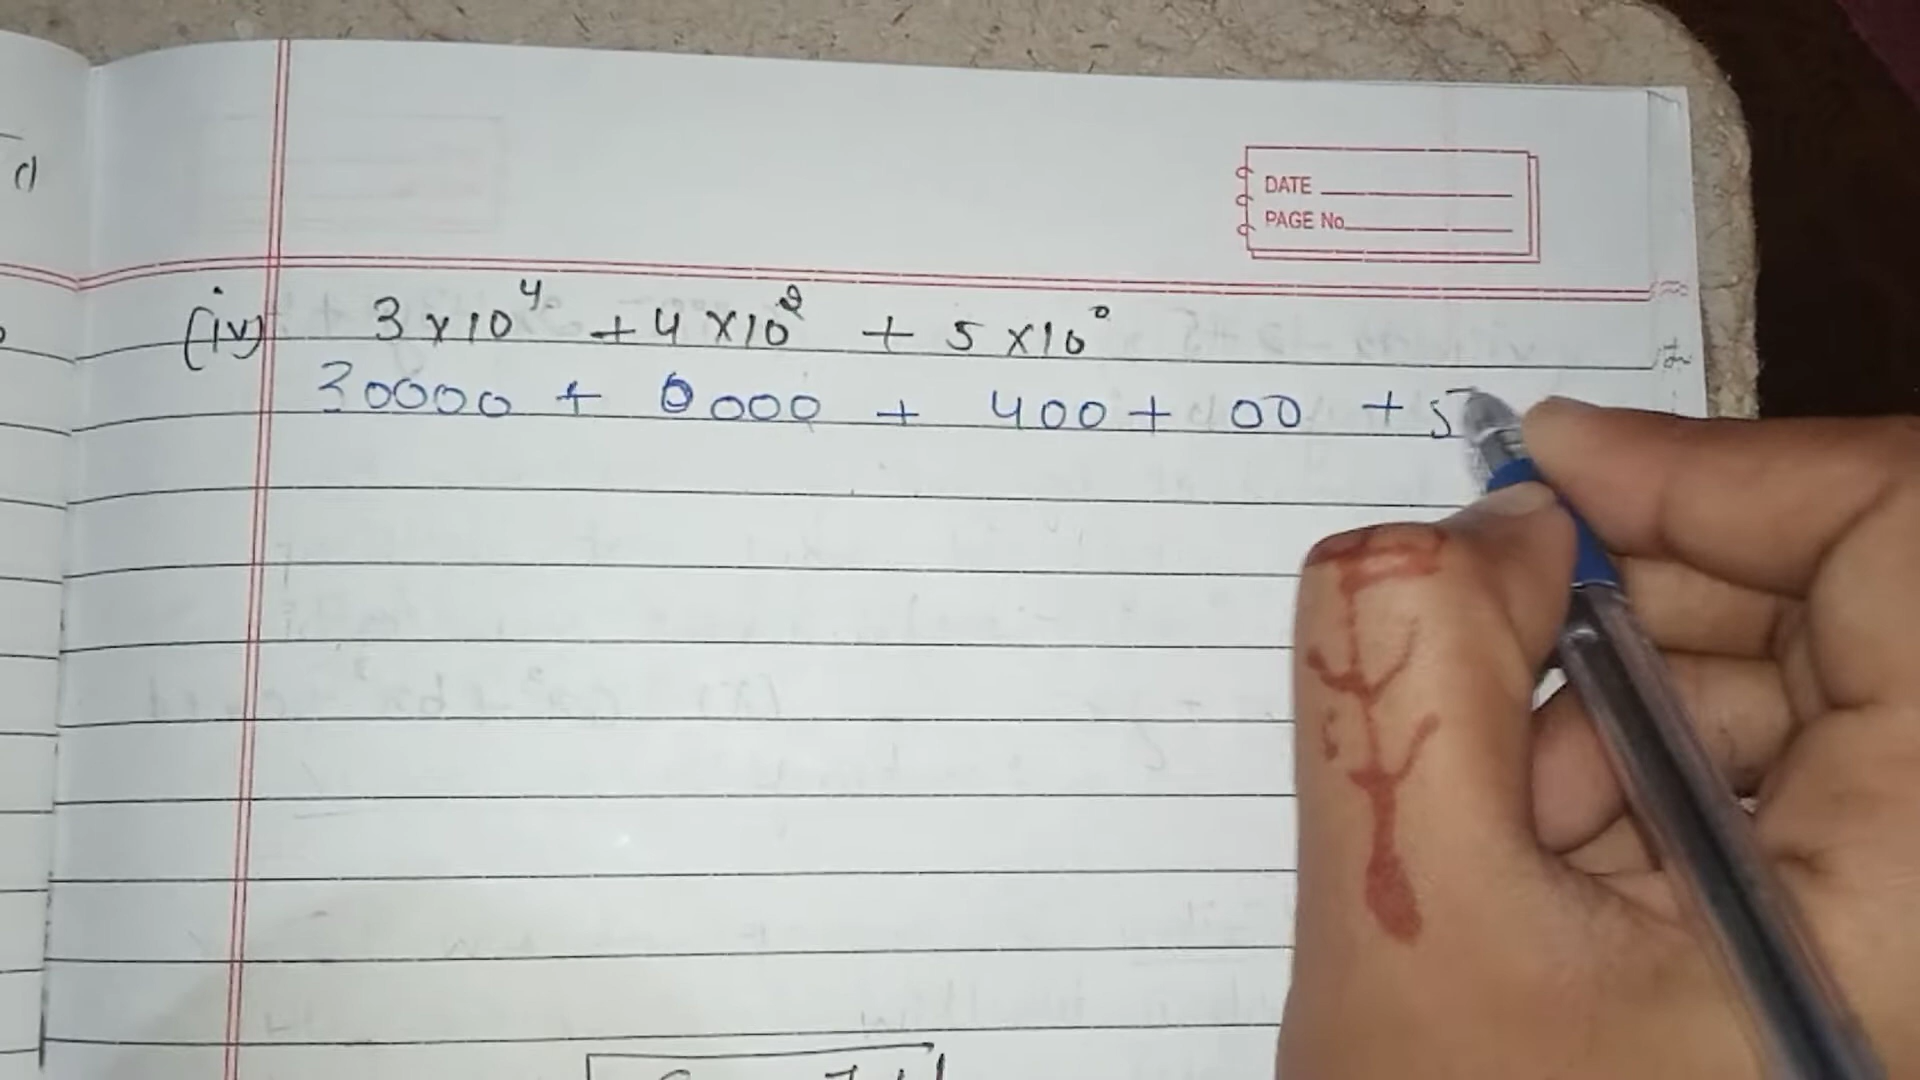 DATE
PAGE No.
(iv) 3×10⁴ + 4×10² + 5×10⁰
30000 + 0000 + 400 + 00 + 5